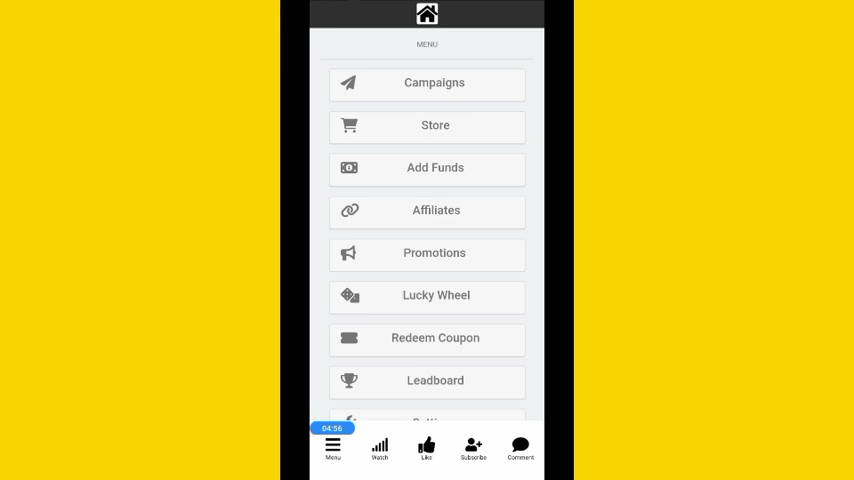 MENU
Campaigns
Store
Add Funds
Affiliates
Promotions
Lucky Wheel
Redeem Coupon
Leadboard
04:56
Menu
Watch
Like
Subscribe
Comment